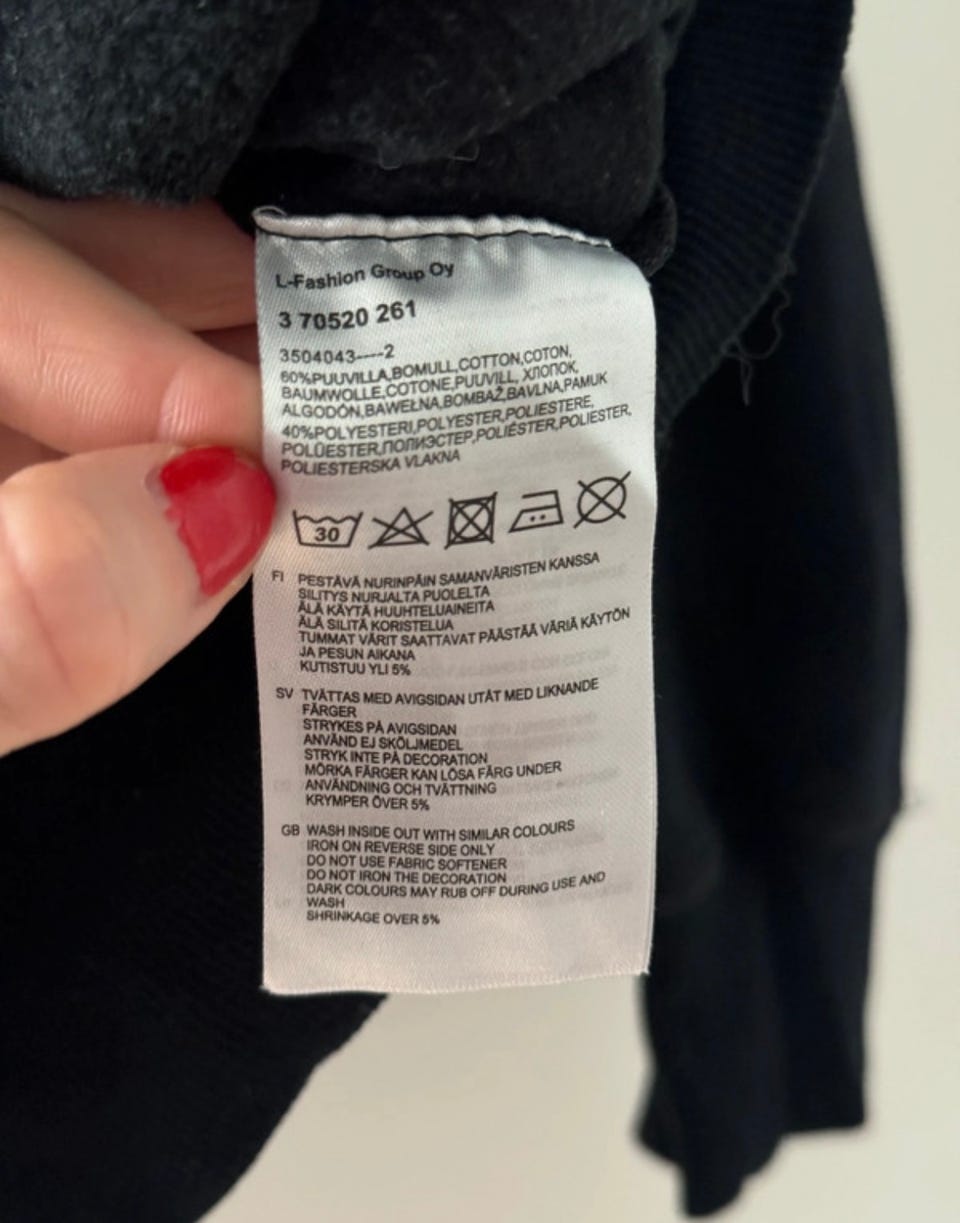 L-Fashion Group Oy
3 70520 261
3504043----2
60%PUUVILLA,BOMULL,COTTON,COTON,
BAUMWOLLE,COTONE,PUUVILL, ХЛОПОК,
ALGODÓN,BAWEŁNA,BOMBAŽ,BAVLNA,PAMUK
40%POLYESTERI,POLYESTER,POLIESTERE,
POLÜESTER,ПОЛИЭСТЕР,POLIÉSTER,POLIESTER,
POLIESTERSKA VLAKNA
30
FI PESTÄVÄ NURINPÄIN SAMANVÄRISTEN KANSSA
SILITYS NURJALTA PUOLELTA
ÄLÄ KÄYTÄ HUUHTELUAINEITA
ÄLÄ SILITÄ KORISTELUA
TUMMAT VÄRIT SAATTAVAT PÄÄSTÄÄ VÄRIÄ KÄYTÖN
JA PESUN AIKANA
KUTISTUU YLI 5%
SV TVÄTTAS MED AVIGSIDAN UTÅT MED LIKNANDE
FÄRGER
STRYKES PÅ AVIGSIDAN
ANVÄND EJ SKÖLJMEDEL
STRYK INTE PÅ DECORATION
MÖRKA FÄRGER KAN LÖSA FÄRG UNDER
ANVÄNDNING OCH TVÄTTNING
KRYMPER ÖVER 5%
GB WASH INSIDE OUT WITH SIMILAR COLOURS
IRON ON REVERSE SIDE ONLY
DO NOT USE FABRIC SOFTENER
DO NOT IRON THE DECORATION
DARK COLOURS MAY RUB OFF DURING USE AND
WASH
SHRINKAGE OVER 5%